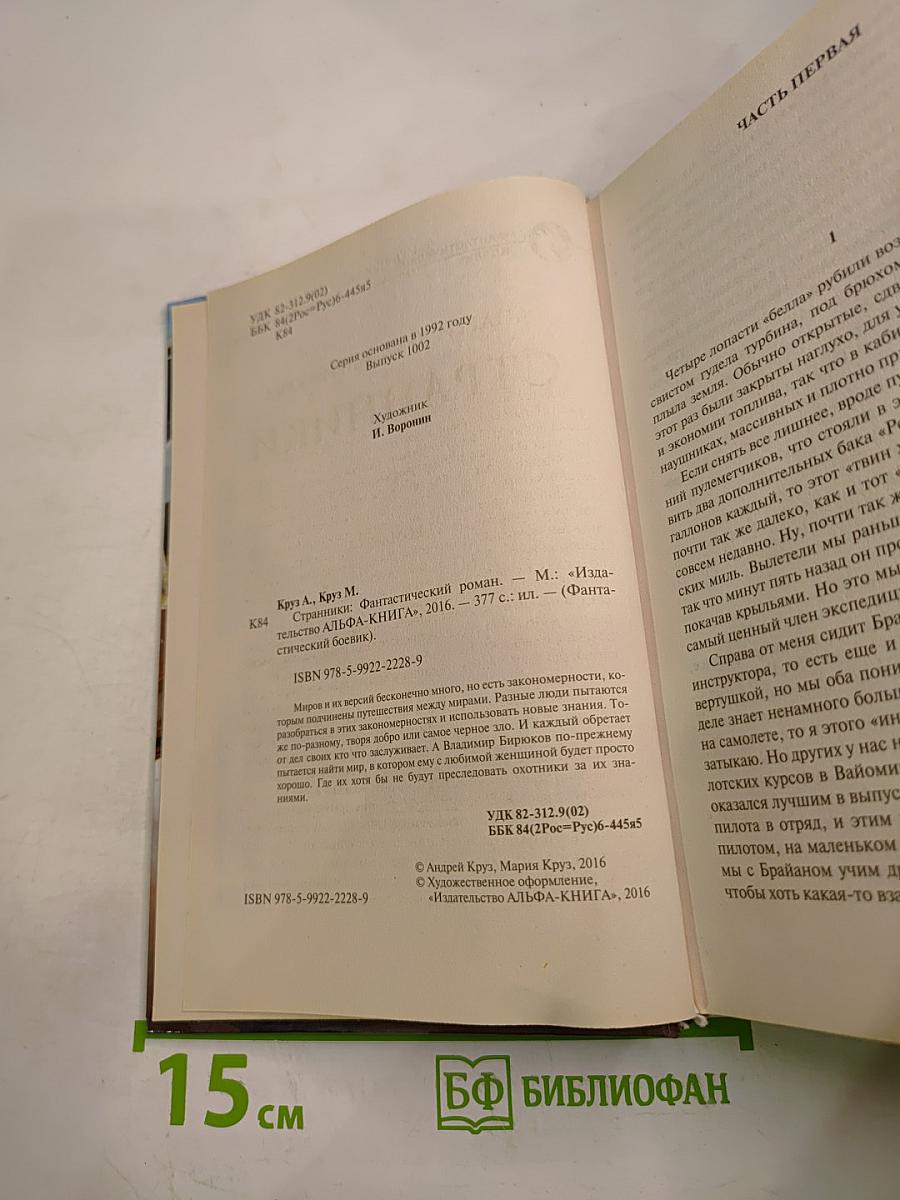 УДК 82-312.9(02)
ББК 84(2Рос=Рус)6-445я5
К84
Серия основана в 1992 году
Выпуск 1002
Художник
И. Воронин
Круз А., Круз М.
К84 Странники: Фантастический роман. — М.: «Изда-
тельство АЛЬФА-КНИГА», 2016. — 377 с.: ил. — (Фанта-
стический боевик).
ISBN 978-5-9922-2228-9
Миров и их версий бесконечно много, но есть закономерности, ко-
торым подчинены путешествия между мирами. Разные люди пытаются
разобраться в этих закономерностях и использовать новые знания. То-
же по-разному, творя добро или самое черное зло. И каждый обретает
от дел своих кто что заслуживает. А Владимир Бирюков по-прежнему
пытается найти мир, в котором ему с любимой женщиной будет просто
хорошо. Где их хотя бы не будут преследовать охотники за их зна-
ниями.
УДК 82-312.9(02)
ББК 84(2Рос=Рус)6-445я5
© Андрей Круз, Мария Круз, 2016
© Художественное оформление,
ISBN 978-5-9922-2228-9 «Издательство АЛЬФА-КНИГА», 2016
ЧАСТЬ ПЕРВАЯ
1
Четыре лопасти «белла» рубили воз
свистом гудела турбина, под брюхом
плыла земля. Обычно открытые, сдв
этот раз были закрыты наглухо, для у
и экономии топлива, так что в каби
наушниках, массивных и плотно пр
Если снять все лишнее, вроде пу
ний пулеметчиков, что стояли в э
вить два дополнительных бака «Ро
галлонов каждый, то этот «твин х
почти так же далеко, как и тот «
совсем недавно. Ну, почти так ж
ских миль. Вылетели мы раньш
так что минут пять назад он про
покачав крыльями. Но это мы
самый ценный член экспедиц
Справа от меня сидит Бра
инструктора, то есть еще и
вертушкой, но мы оба пони
деле знает ненамного больш
на самолете, то я этого «ин
затыкаю. Но других у нас н
лотских курсов в Вайоми
оказался лучшим в выпус
пилота в отряд, и этим
пилотом, на маленьком
мы с Брайаном учим д
чтобы хоть какая-то вза
15 см
БФ БИБЛИОФАН